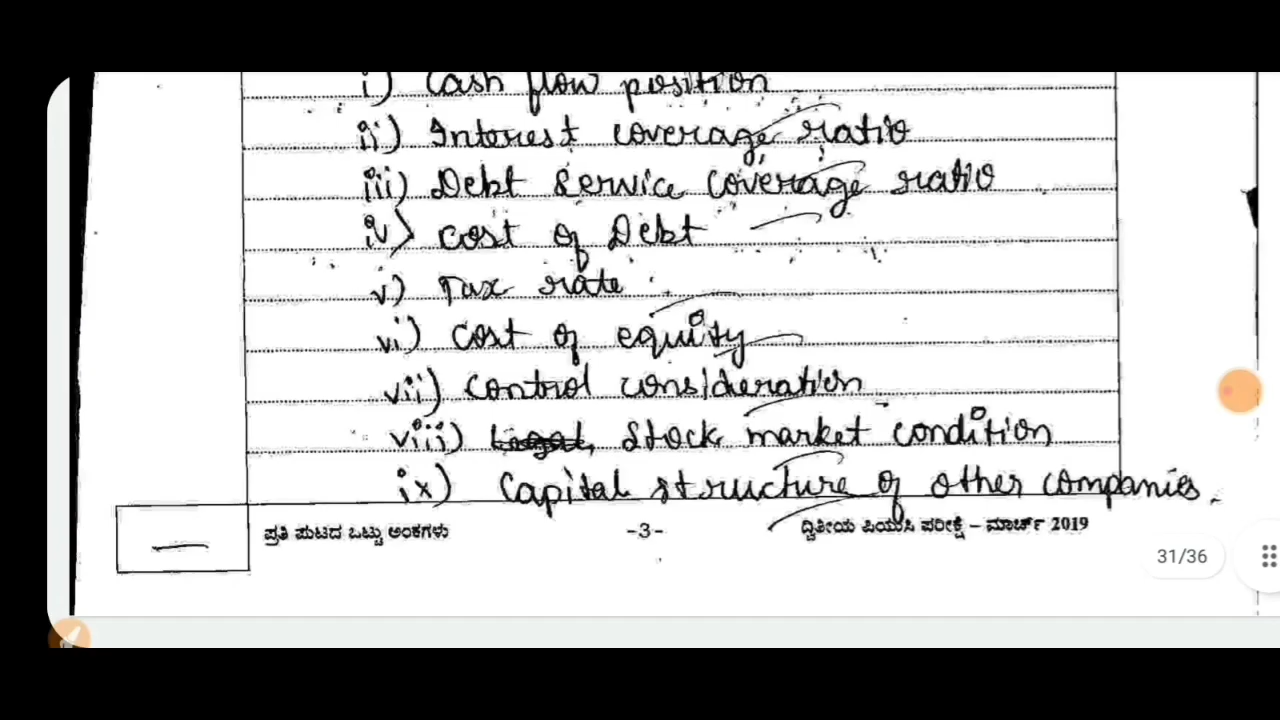 i) Cash flow position
ii) Interest coverage ratio
iii) Debt Service coverage ratio
iv) Cost of Debt
v) Tax rate
vi) Cost of equity
vii) Control consideration
viii) Stock market condition
ix) Capital structure of other companies.
ಪ್ರತಿ ಪುಟದ ಒಟ್ಟು ಅಂಕಗಳು -3- ದ್ವಿತೀಯ ಪಿಯುಸಿ ಪರೀಕ್ಷೆ – ಮಾರ್ಚ್ 2019
31/36